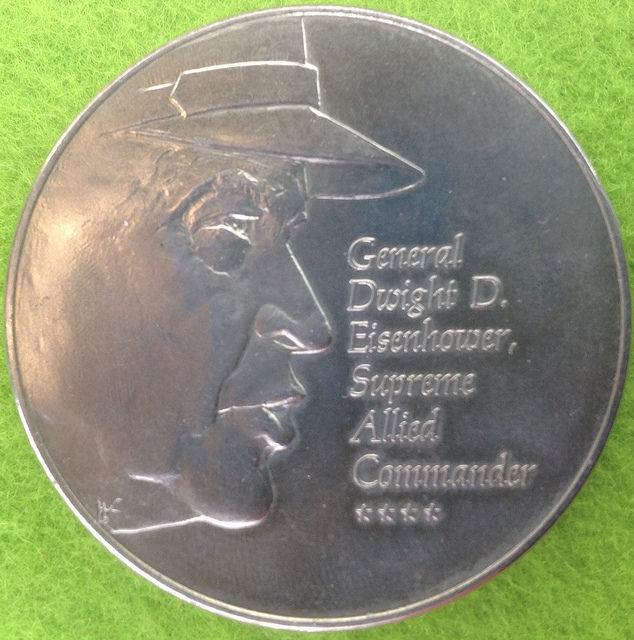 General
Dwight D.
Eisenhower,
Supreme
Allied
Commander
****